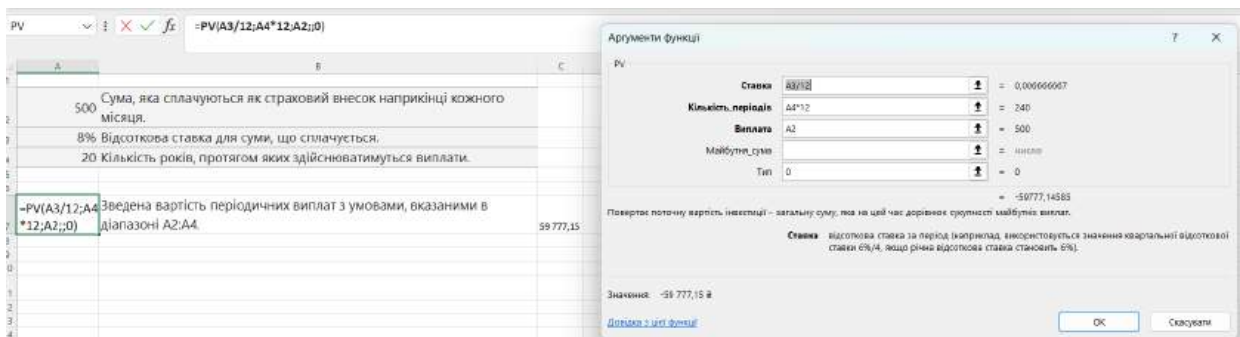 PV fx =PV(A3/12;A4*12;A2;;0)
A B C
500 Сума, яка сплачуються як страховий внесок наприкінці кожного
місяця.
8% Відсоткова ставка для суми, що сплачується.
20 Кількість років, протягом яких здійснюватимуться виплати.
=PV(A3/12;A4
*12;A2;;0)
Зведена вартість періодичних виплат з умовами, вказаними в
діапазоні A2:A4.
59 777,15
Аргументи функції ? X
PV
Ставка A3/12 = 0,006666667
Кількість_періодів A4*12 = 240
Виплата A2 = 500
Майбутня_сума = число
Тип 0 = 0
= -59777,14585
Повертає поточну вартість інвестиції – загальну суму, яка на цей час дорівнює сукупності майбутніх виплат.
Ставка відсоткова ставка за період (наприклад, використовується значення квартальної відсоткової
ставки 6%/4, якщо річна відсоткова ставка становить 6%).
Значення: -59 777,15 ₴
Довідка з цієї функції
OK Скасувати